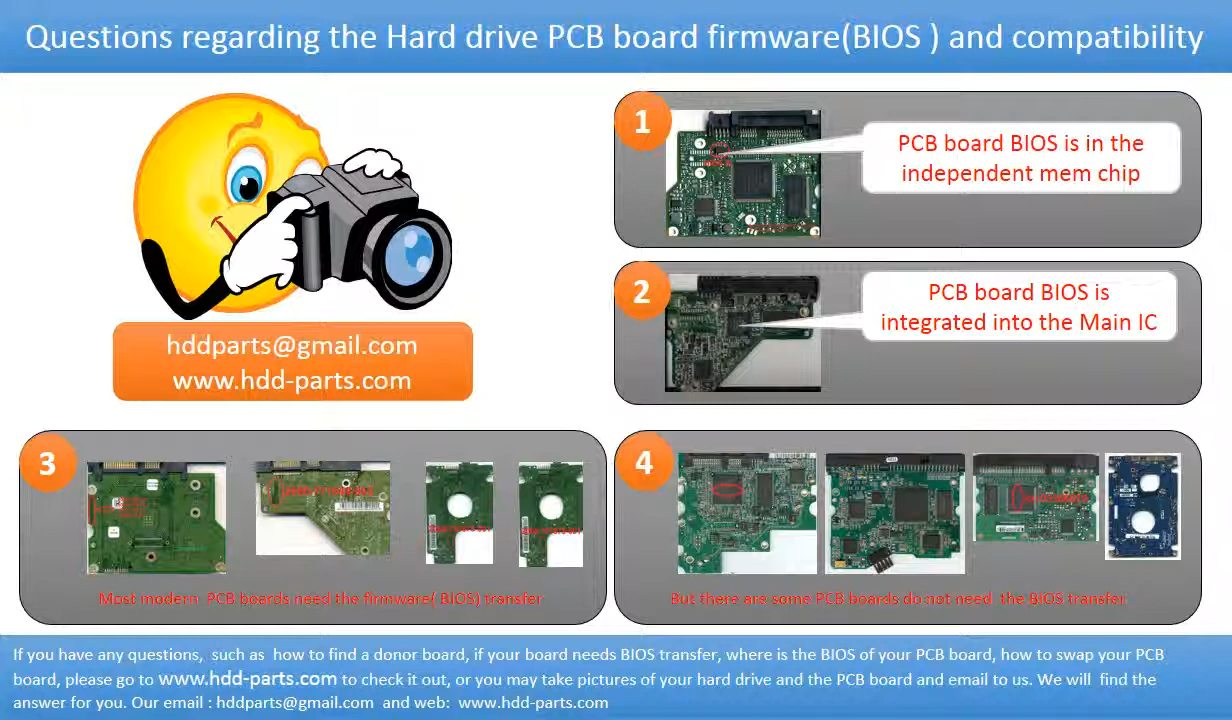 Questions regarding the Hard drive PCB board firmware(BIOS ) and compatibility
1
PCB board BIOS is in the
independent mem chip
hddparts@gmail.com
www.hdd-parts.com
2
PCB board BIOS is
integrated into the Main IC
3
Most modern PCB boards need the firmware( BIOS) transfer
4
But there are some PCB boards do not need the BIOS transfer
If you have any questions, such as how to find a donor board, if your board needs BIOS transfer, where is the BIOS of your PCB board, how to swap your PCB
board, please go to www.hdd-parts.com to check it out, or you may take pictures of your hard drive and the PCB board and email to us. We will find the
answer for you. Our email : hddparts@gmail.com and web: www.hdd-parts.com